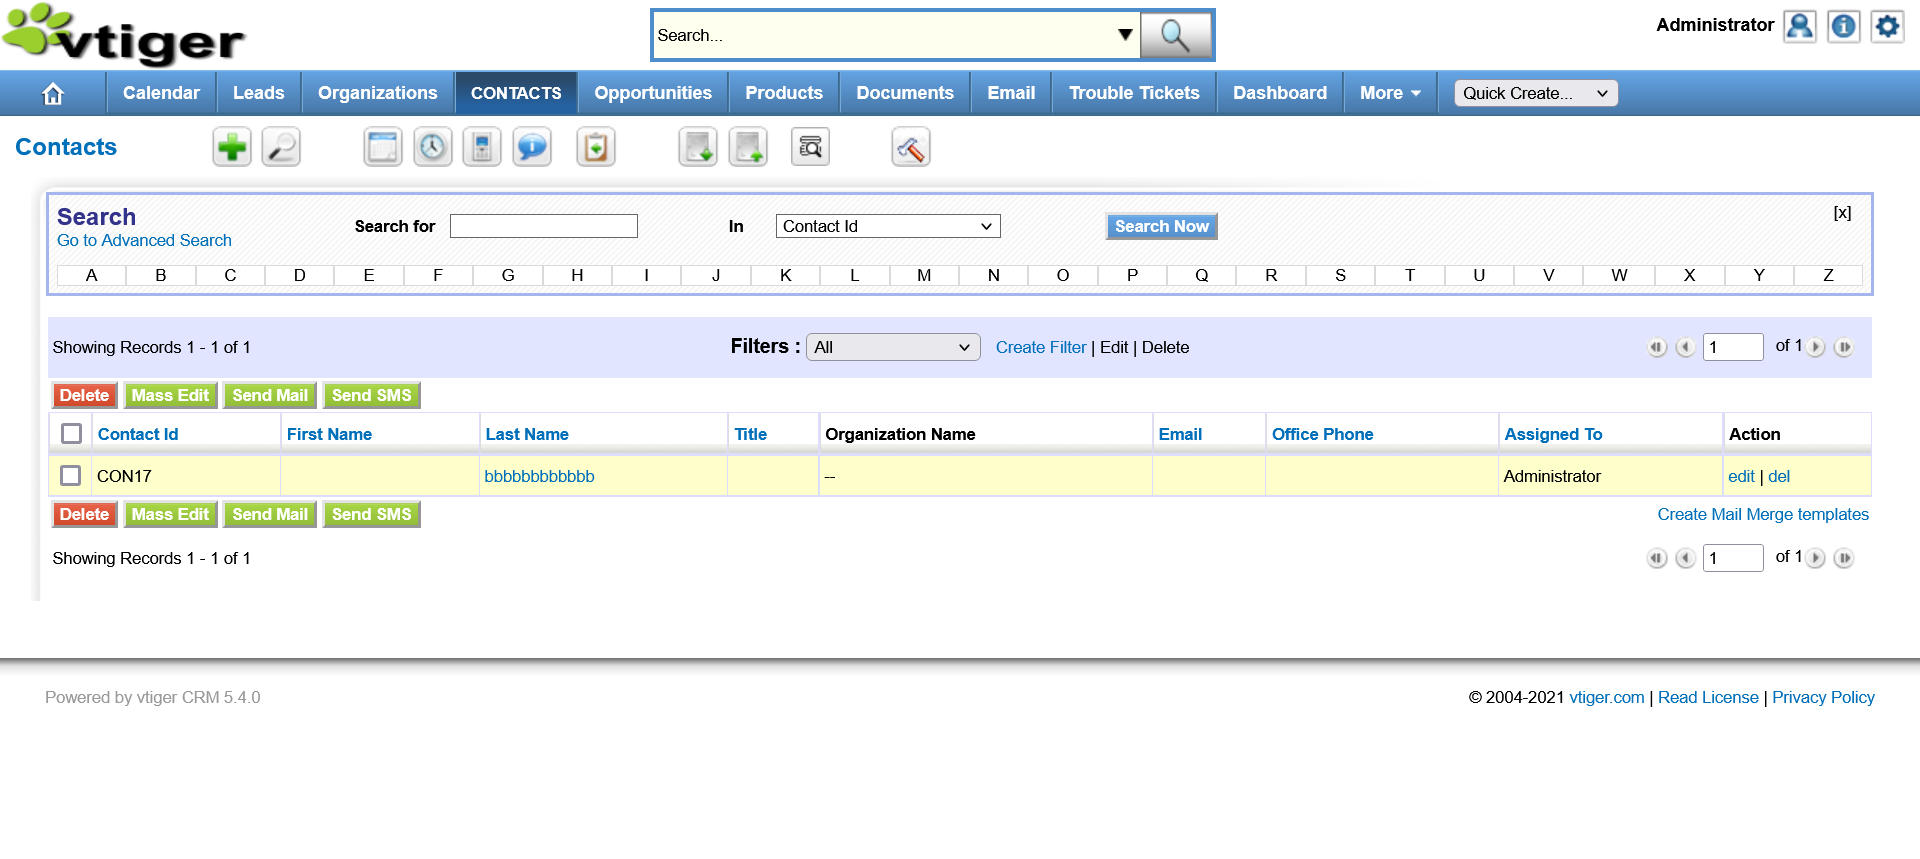 vtiger
Search...
Administrator
Calendar Leads Organizations CONTACTS Opportunities Products Documents Email Trouble Tickets Dashboard More Quick Create...
Contacts
Search
Go to Advanced Search
Search for In Contact Id Search Now [x]
A B C D E F G H I J K L M N O P Q R S T U V W X Y Z
Showing Records 1 - 1 of 1 Filters : All Create Filter | Edit | Delete 1 of 1
Delete Mass Edit Send Mail Send SMS
Contact Id First Name Last Name Title Organization Name Email Office Phone Assigned To Action
CON17 bbbbbbbbbbbb -- Administrator edit | del
Delete Mass Edit Send Mail Send SMS Create Mail Merge templates
Showing Records 1 - 1 of 1 1 of 1
Powered by vtiger CRM 5.4.0 © 2004-2021 vtiger.com | Read License | Privacy Policy